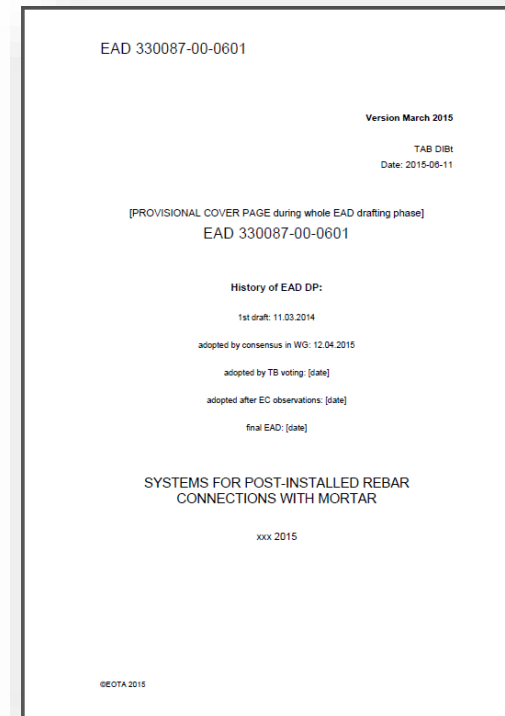 EAD 330087-00-0601
Version March 2015
TAB DIBt
Date: 2015-06-11
[PROVISIONAL COVER PAGE during whole EAD drafting phase]
EAD 330087-00-0601
History of EAD DP:
1st draft: 11.03.2014
adopted by consensus in WG: 12.04.2015
adopted by TB voting: [date]
adopted after EC observations: [date]
final EAD: [date]
SYSTEMS FOR POST-INSTALLED REBAR
CONNECTIONS WITH MORTAR
xxx 2015
©EOTA 2015